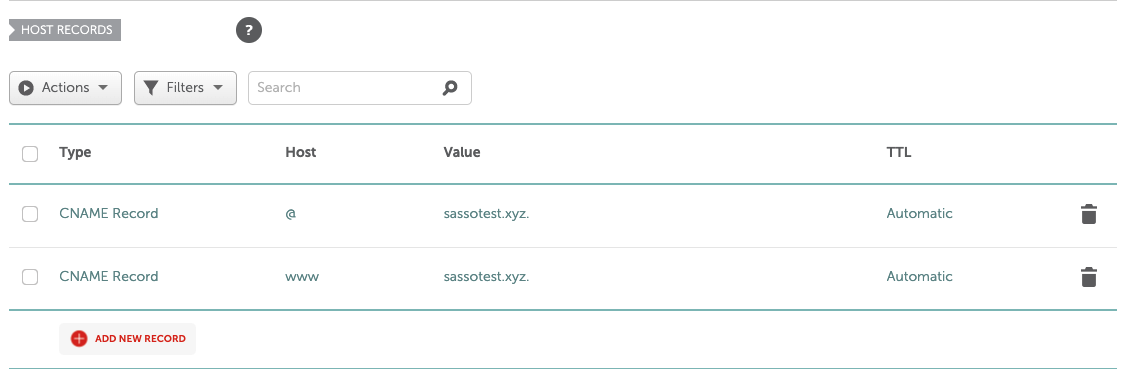 HOST RECORDS ?
Actions Filters Search
Type Host Value TTL
CNAME Record @ sassotest.xyz. Automatic
CNAME Record www sassotest.xyz. Automatic
ADD NEW RECORD